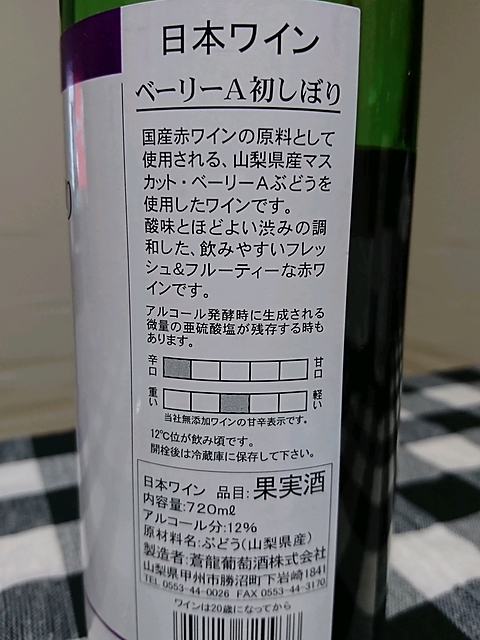 日本ワイン
ベーリーA初しぼり
国産赤ワインの原料として
使用される、山梨県産マス
カット・ベーリーAぶどうを
使用したワインです。
酸味とほどよい渋みの調
和した、飲みやすいフレッ
シュ&フルーティーな赤ワ
インです。
アルコール発酵時に生成される
微量の亜硫酸塩が残存する時も
あります。
辛口 甘口
重い 軽い
当社無添加ワインの甘辛表示です。
12℃位が飲み頃です。
開栓後は冷蔵庫に保存して下さい。
日本ワイン 品目:果実酒
内容量:720mℓ
アルコール分:12%
原材料名:ぶどう(山梨県産)
製造者:蒼龍葡萄酒株式会社
山梨県甲州市勝沼町下岩崎1841
TEL 0553-44-0026 FAX 0553-44-3170
ワインは20歳になってから